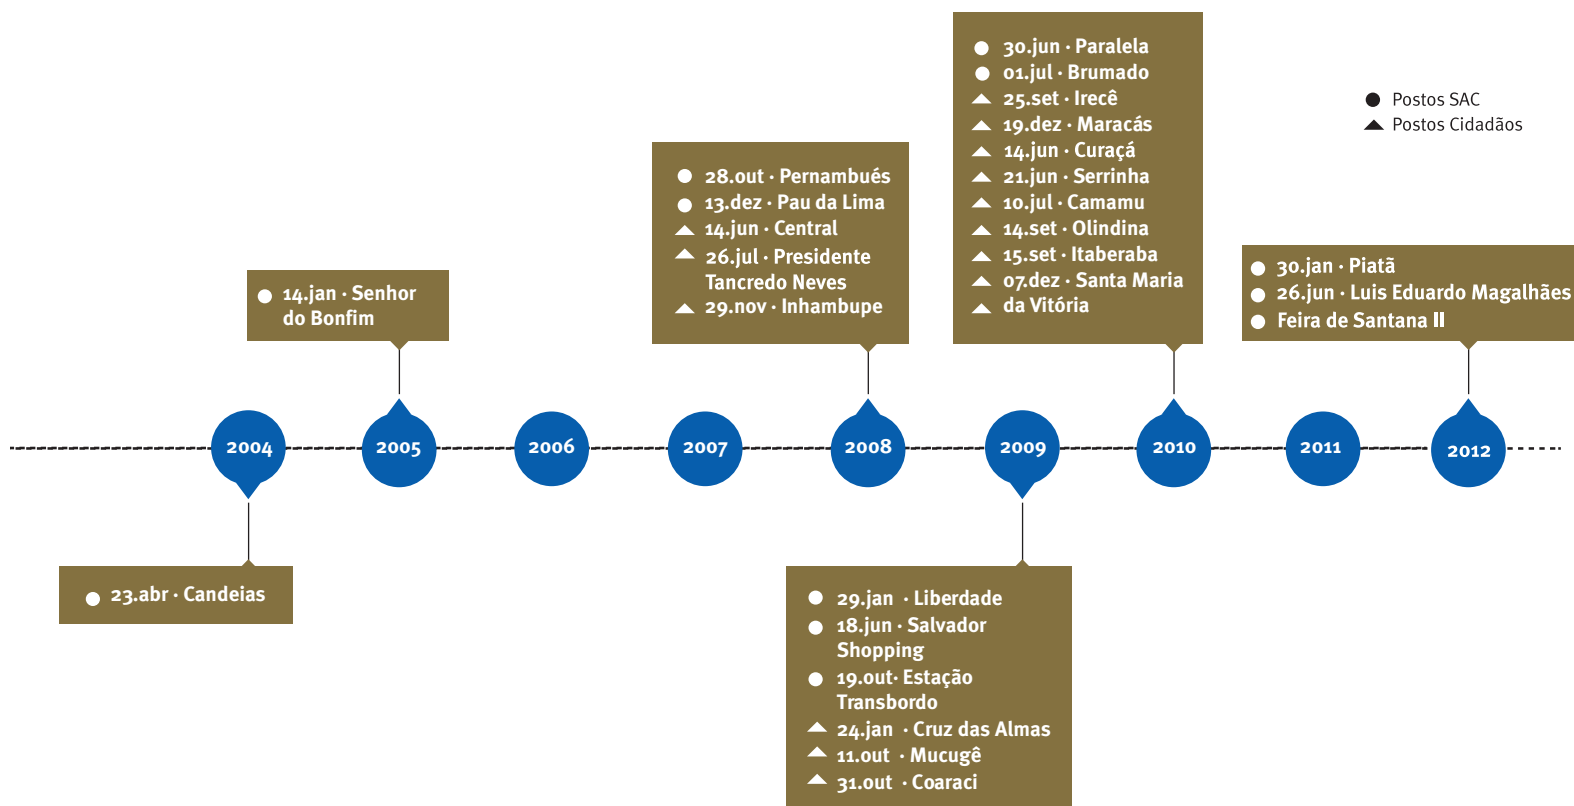 30.jun · Paralela
01.jul · Brumado
25.set · Irecê
19.dez · Maracás
14.jun · Curaçá
21.jun · Serrinha
10.jul · Camamu
14.set · Olindina
15.set · Itaberaba
07.dez · Santa Maria
da Vitória
Postos SAC
Postos Cidadãos
28.out · Pernambués
13.dez · Pau da Lima
14.jun · Central
26.jul · Presidente
Tancredo Neves
29.nov · Inhambupe
14.jan · Senhor
do Bonfim
30.jan · Piatã
26.jun · Luis Eduardo Magalhães
Feira de Santana II
2004
2005
2006
2007
2008
2009
2010
2011
2012
23.abr · Candeias
29.jan · Liberdade
18.jun · Salvador
Shopping
19.out· Estação
Transbordo
24.jan · Cruz das Almas
11.out · Mucugê
31.out · Coaraci